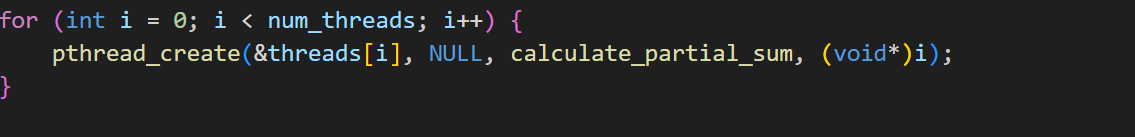 for (int i = 0; i < num_threads; i++) {
    pthread_create(&threads[i], NULL, calculate_partial_sum, (void*)i);
}